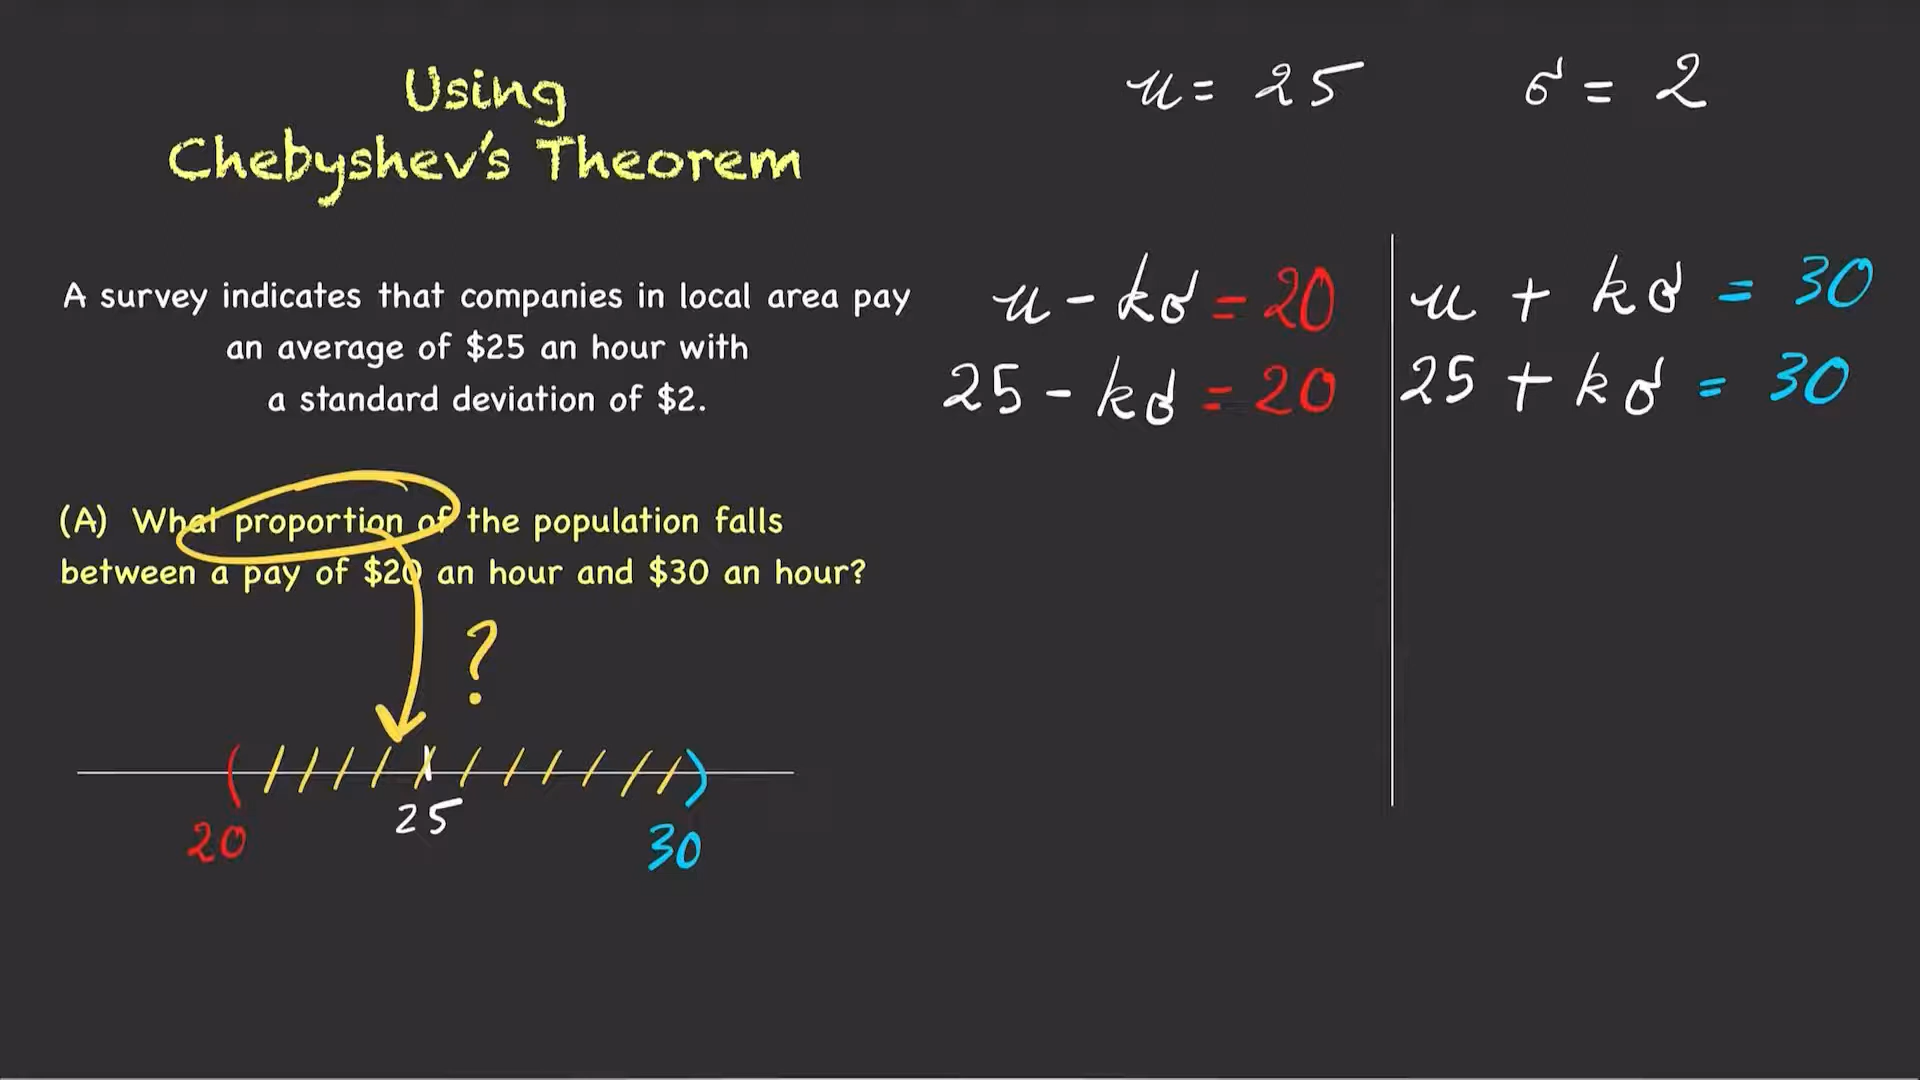 Using
Chebyshev's Theorem
A survey indicates that companies in local area pay
an average of $25 an hour with
a standard deviation of $2.
(A) What proportion of the population falls
between a pay of $20 an hour and $30 an hour?
?
20 25 30
μ = 25 σ = 2
μ - kσ = 20
25 - kσ = 20
μ + kσ = 30
25 + kσ = 30